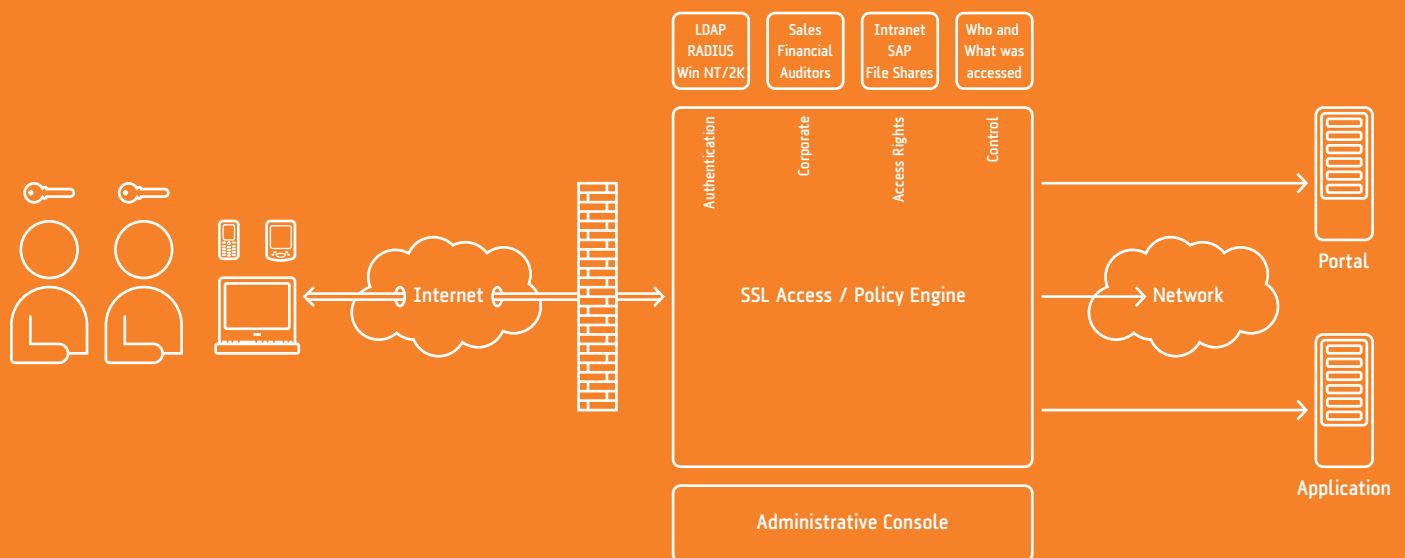 LDAP
RADIUS
Win NT/2K
Sales
Financial
Auditors
Intranet
SAP
File Shares
Who and
What was
accessed
Authentication
Corporate
Access Rights
Control
Internet
SSL Access / Policy Engine
Network
Portal
Application
Administrative Console